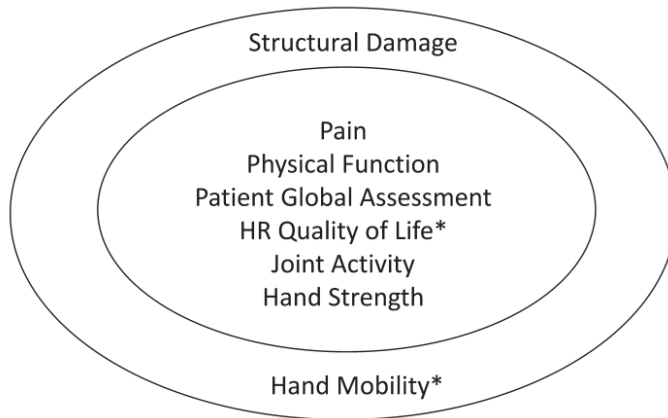 Structural Damage
Pain
Physical Function
Patient Global Assessment
HR Quality of Life*
Joint Activity
Hand Strength
Hand Mobility*